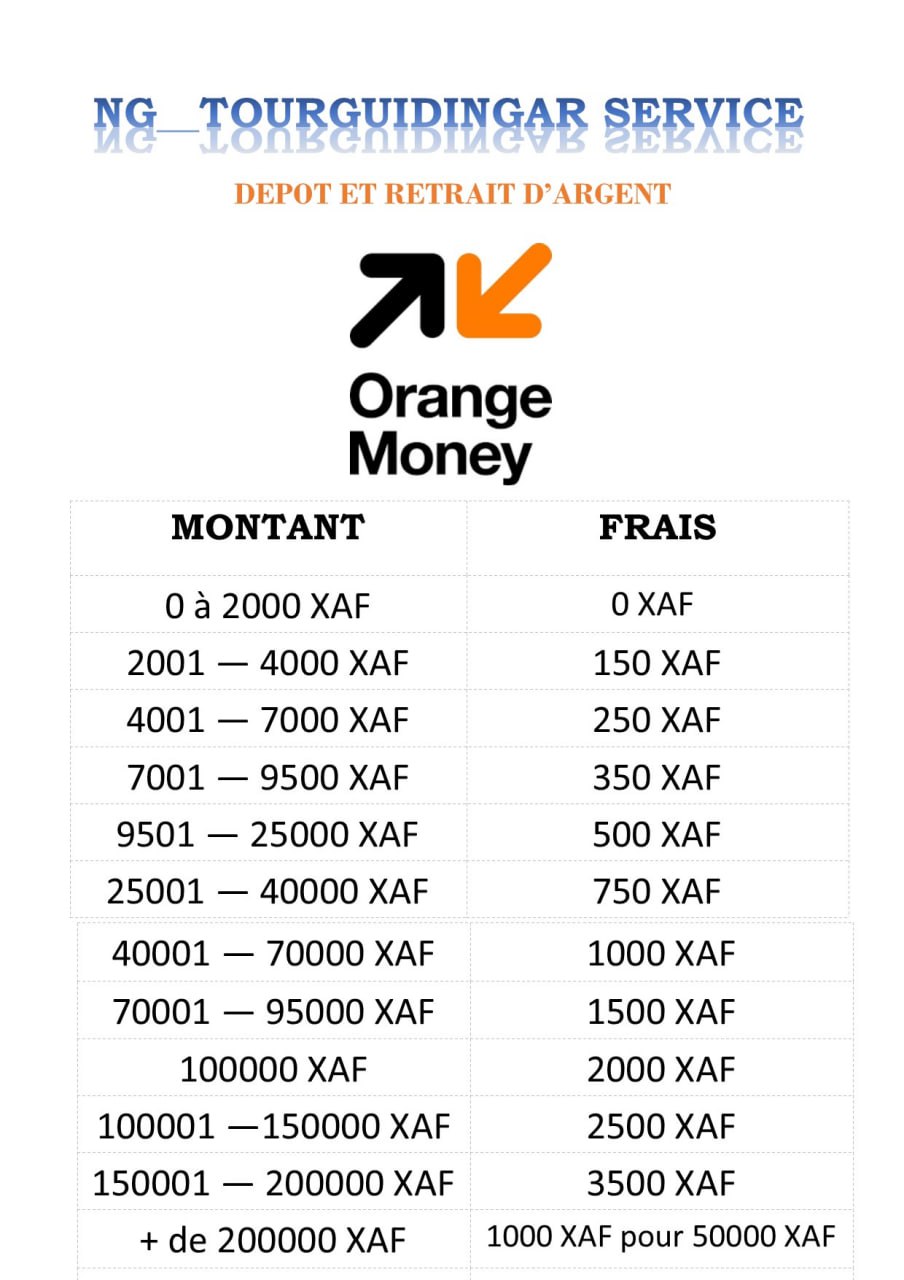 NG__TOURGUIDINGAR SERVICE
DEPOT ET RETRAIT D’ARGENT
Orange
Money
MONTANT FRAIS
0 à 2000 XAF 0 XAF
2001 — 4000 XAF 150 XAF
4001 — 7000 XAF 250 XAF
7001 — 9500 XAF 350 XAF
9501 — 25000 XAF 500 XAF
25001 — 40000 XAF 750 XAF
40001 — 70000 XAF 1000 XAF
70001 — 95000 XAF 1500 XAF
100000 XAF 2000 XAF
100001 —150000 XAF 2500 XAF
150001 — 200000 XAF 3500 XAF
+ de 200000 XAF 1000 XAF pour 50000 XAF